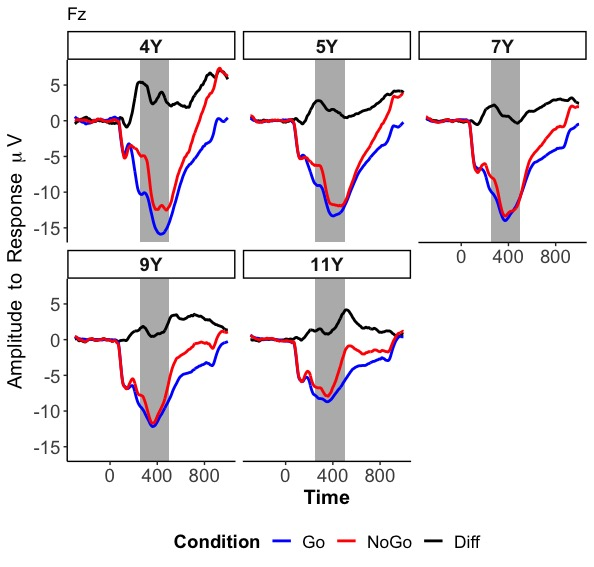 Fz
4Y 5Y 7Y
5
0
-5
-10
-15
0 400 800
9Y 11Y
5
0
-5
-10
-15
0 400 800 0 400 800
Amplitude to Response μV
Time
Condition Go NoGo Diff